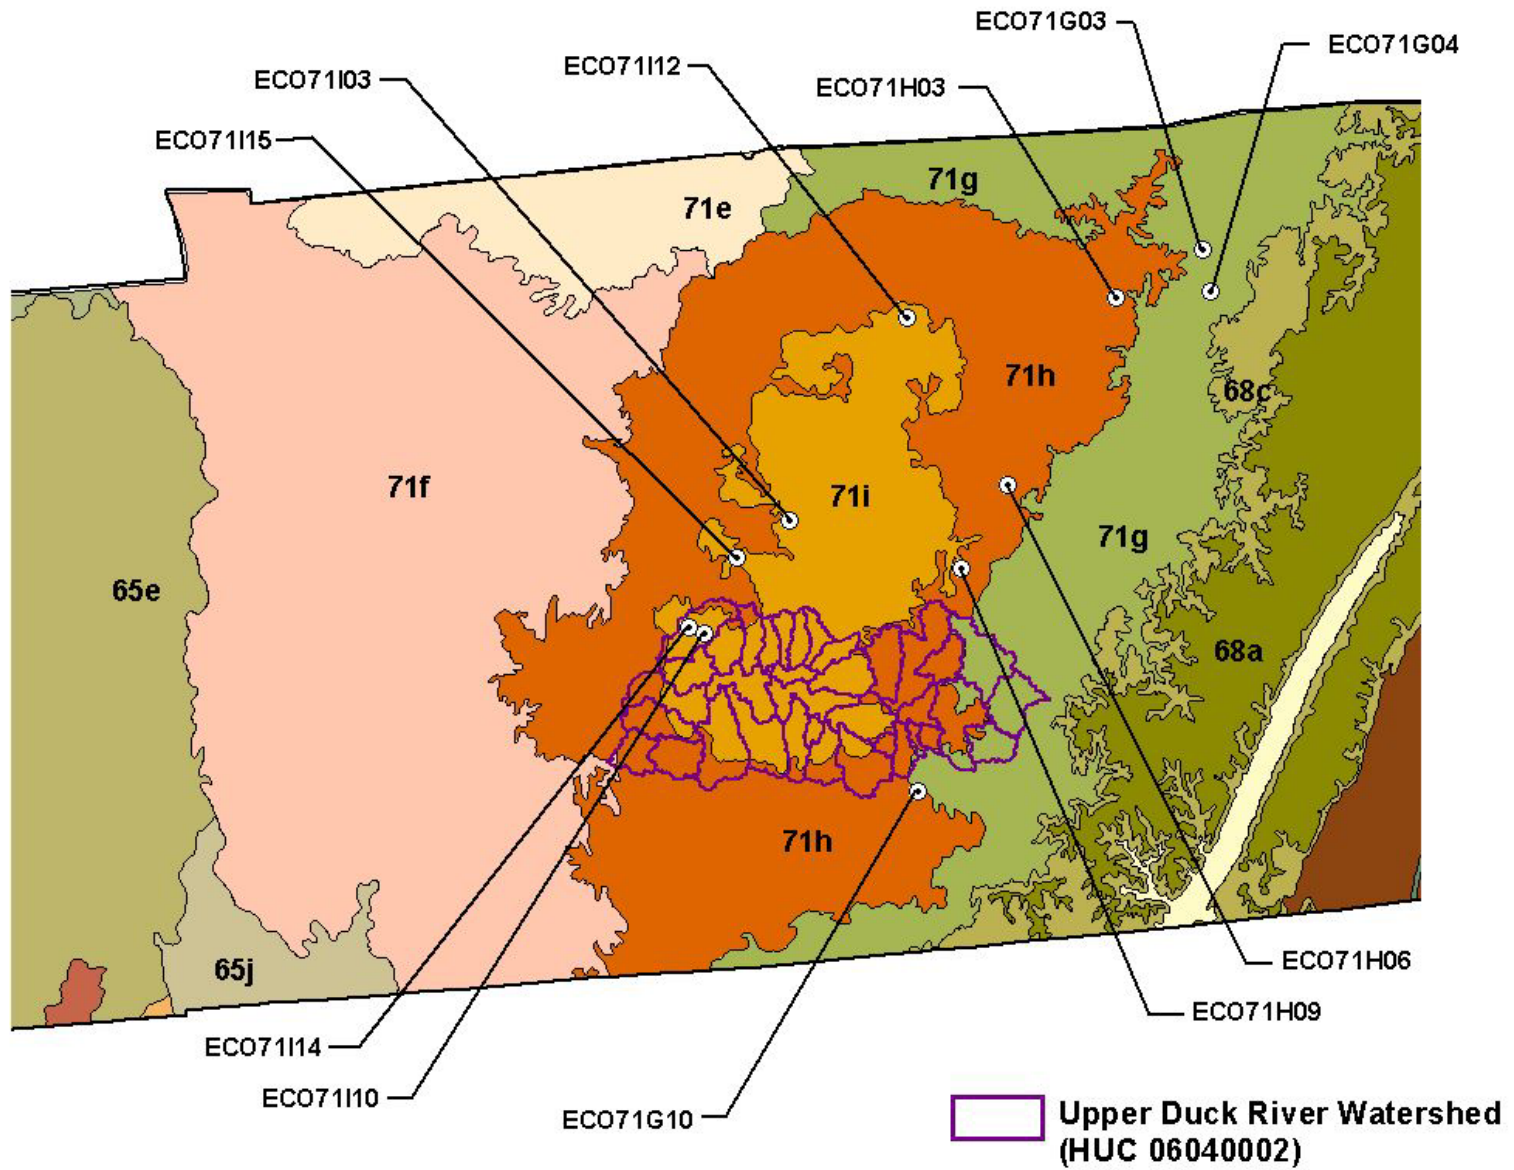 ECO71G03
ECO71G04
ECO71I12
ECO71I03
ECO71H03
ECO71I15
71g
71e
71h
68c
71f
71i
71g
65e
68a
71h
65j
ECO71H06
ECO71H09
ECO71I14
ECO71I10
ECO71G10
Upper Duck River Watershed
(HUC 06040002)